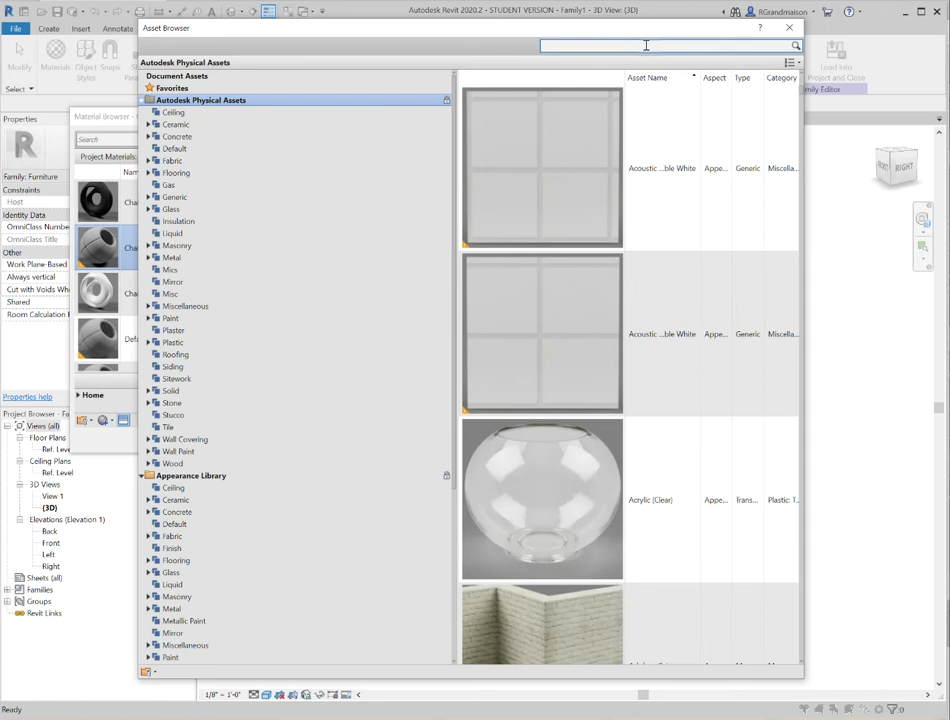 Autodesk Revit 2020.2 - STUDENT VERSION - Family1 - 3D View: {3D}
RGrandmaison
File Create Insert Annotate
Asset Browser
Modify
Materials
Object Styles
Snaps
Load into
Project and Close
Select
Family Editor
Properties
Family: Furniture
Constraints
Host
Identity Data
OmniClass Numbe
OmniClass Title
Other
Work Plane-Based
Always vertical
Cut with Voids Wh
Shared
Room Calculation P
Properties help
Material Browser -
Search
Project Materials:
Nam
Cha
Cha
Cha
Defa
Home
Project Browser - Fa
Views (all)
Floor Plans
Ref. Level
Ceiling Plans
Ref. Level
3D Views
View 1
{3D}
Elevations (Elevation 1)
Back
Front
Left
Right
Sheets (all)
Families
Groups
Revit Links
Autodesk Physical Assets
Document Assets
Favorites
Autodesk Physical Assets
Ceiling
Ceramic
Concrete
Default
Fabric
Flooring
Gas
Generic
Glass
Insulation
Liquid
Masonry
Metal
Mics
Mirror
Misc
Miscellaneous
Paint
Plaster
Plastic
Roofing
Siding
Sitework
Solid
Stone
Stucco
Tile
Wall Covering
Wall Paint
Wood
Appearance Library
Ceiling
Ceramic
Concrete
Default
Fabric
Finish
Flooring
Glass
Liquid
Masonry
Metal
Metallic Paint
Mirror
Miscellaneous
Paint
Asset Name Aspect Type Category
Acoustic ...ble White Appe... Generic Miscella...
Acoustic ...ble White Appe... Generic Miscella...
Acrylic (Clear) Appe... Trans... Plastic: T...
RIGHT
1/8" = 1'-0"
Ready
:0